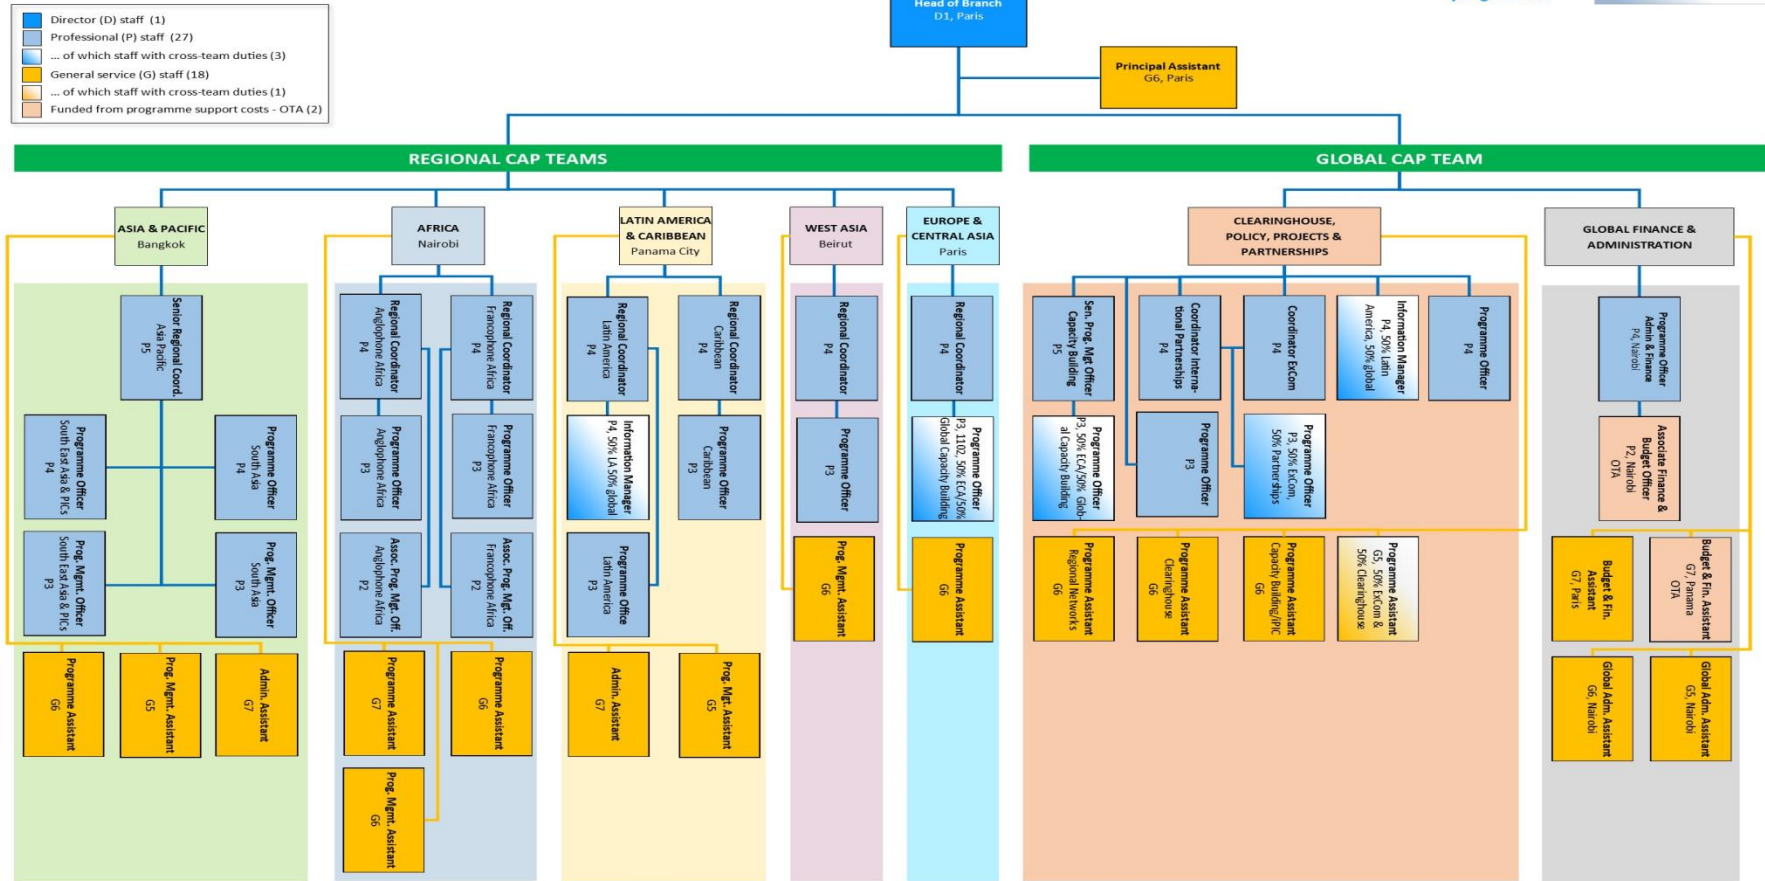 Director (D) staff (1)
Professional (P) staff (27)
... of which staff with cross-team duties (3)
General service (G) staff (18)
... of which staff with cross-team duties (1)
Funded from programme support costs - OTA (2)
Head of Branch
D1, Paris
Principal Assistant
G6, Paris
REGIONAL CAP TEAMS
GLOBAL CAP TEAM
ASIA & PACIFIC
Bangkok
AFRICA
Nairobi
LATIN AMERICA
& CARIBBEAN
Panama City
WEST ASIA
Beirut
EUROPE &
CENTRAL ASIA
Paris
CLEARINGHOUSE,
POLICY, PROJECTS &
PARTNERSHIPS
GLOBAL FINANCE &
ADMINISTRATION
Senior Regional Coord.
Asia Pacific
P5
Programme Officer
South East Asia & PICs
P4
Programme Officer
South Asia
P4
Prog. Mgmt. Officer
South East Asia & PICs
P3
Prog. Mgmt. Officer
South Asia
P3
Programme Assistant
G6
Prog. Mgmt. Assistant
G5
Admin. Assistant
G7
Regional Coordinator
Anglophone Africa
P4
Regional Coordinator
Francophone Africa
P4
Programme Officer
Anglophone Africa
P3
Programme Officer
Francophone Africa
P3
Assoc. Prog. Mgt. Off.
Anglophone Africa
P2
Assoc. Prog. Mgt. Off.
Francophone Africa
P2
Programme Assistant
G7
Programme Assistant
G6
Prog. Mgmt. Assistant
G6
Regional Coordinator
Latin America
P4
Regional Coordinator
Caribbean
P4
Information Manager
P4, 50% LA 50% global
Programme Officer
Caribbean
P3
Programme Office
Latin America
P3
Admin. Assistant
G7
Prog. Mgt. Assistant
G5
Regional Coordinator
P4
Programme Officer
P3
Prog. Mgmt. Assistant
G6
Regional Coordinator
P4
Programme Officer
P3, 1102, 50% ECA/50%
Global Capacity Building
Programme Assistant
G6
Sen. Prog. Mgt Officer
Capacity Building
P5
Coordinator Interna-
tional Partnerships
P4
Coordinator ExCom
P4
Information Manager
P4, 50% Latin
America, 50% global
Programme Officer
P4
Programme Officer
P3, 50% ECA/50% Glob-
al Capacity Building
Programme Officer
P3
Programme Officer
P3, 50% ExCom,
50% Partnerships
Programme Assistant
Regional Networks
G6
Programme Assistant
Clearinghouse
G6
Programme Assistant
Capacity Building/iPIC
G6
Programme Assistant
G5, 50% ExCom &
50% Clearinghouse
Programme Officer
Admin & Finance
P4, Nairobi
Associate Finance &
Budget Officer
P2, Nairobi
OTA
Budget & Fin.
Assistant
G7, Paris
Budget & Fin. Assistant
G7, Panama
OTA
Global Adm. Assistant
G6, Nairobi
Global Adm. Assistant
G5, Nairobi